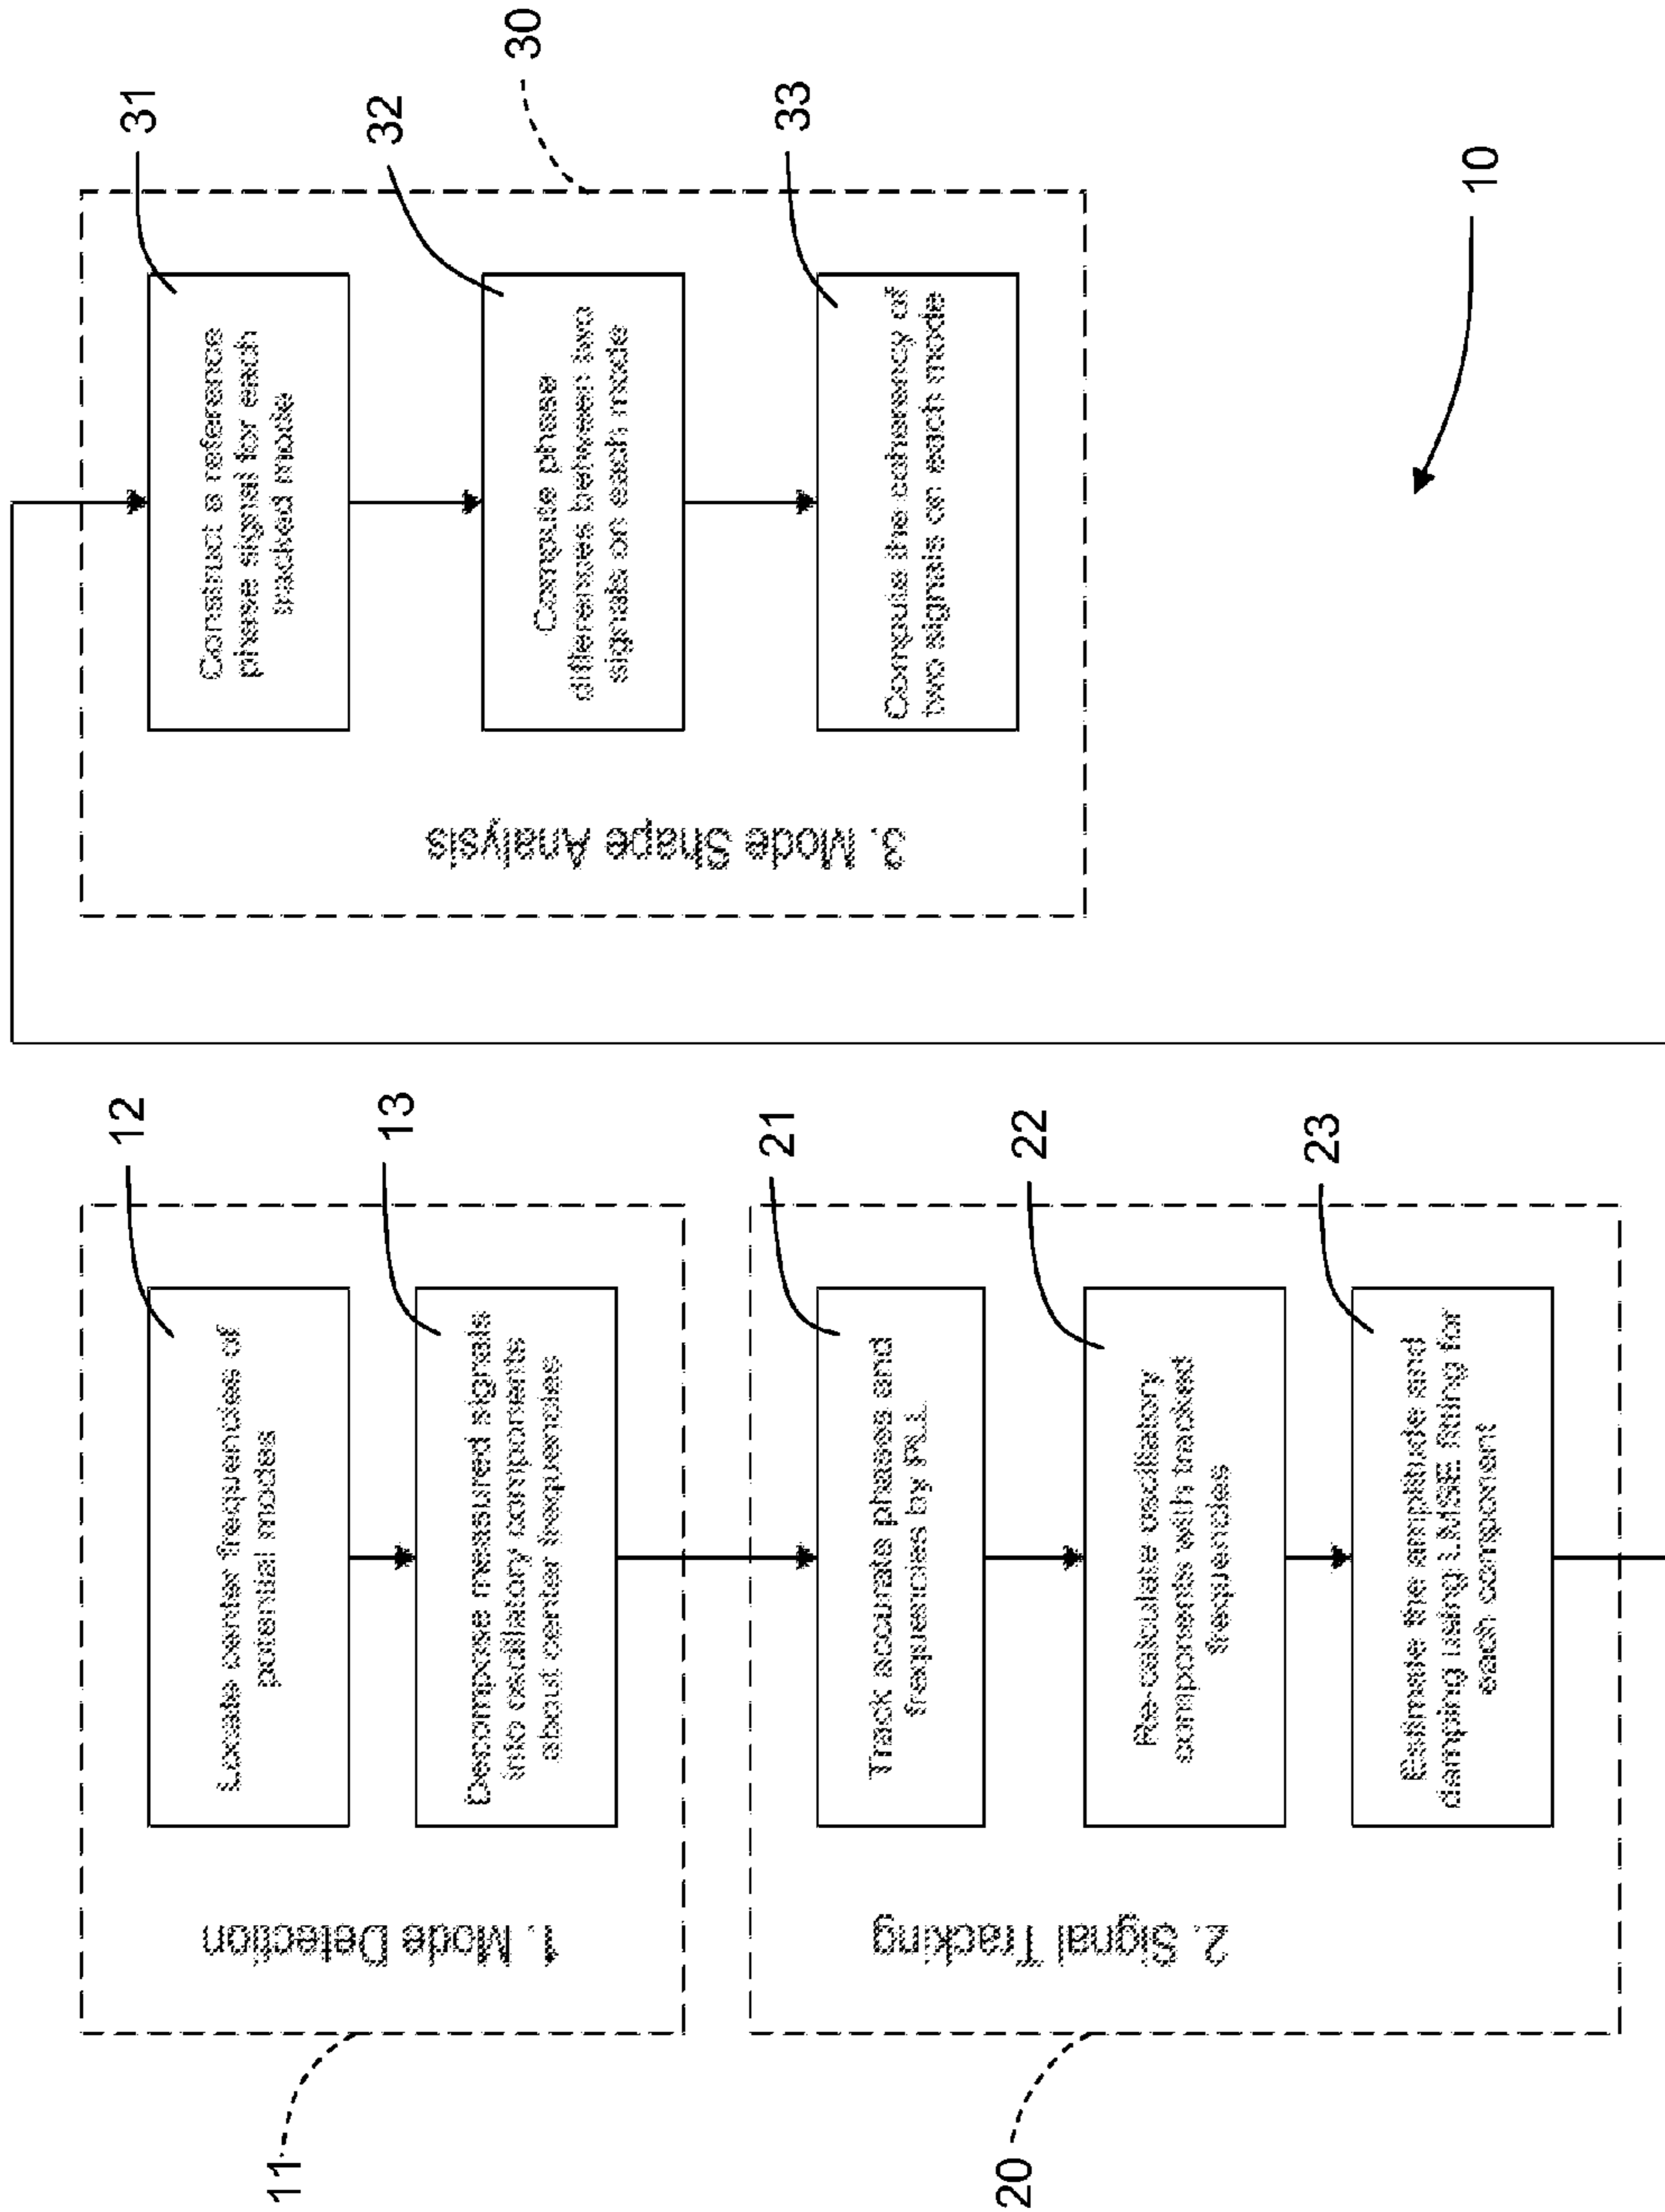 11
1. Mode Detection
12
Locate center frequencies of
potential modes
13
Decompose measured signals
into oscillatory components
about center frequencies
20
2. Signal Tracking
21
Track accurate phases and
frequencies by PLL
22
Re-calculate oscillatory
components with tracked
frequencies
23
Estimate the amplitude and
damping using LMSE fitting for
each component
30
3. Mode Shape Analysis
31
Construct a reference
phase signal for each
tracked mode
32
Compute phase
differences between two
signals on each mode
33
Compute the coherency of
two signals on each mode
10